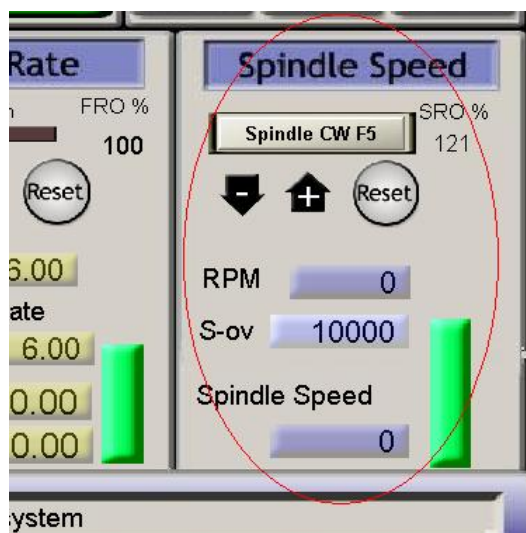 Rate
FRO %
100
Reset
6.00
ate
6.00
0.00
0.00
Spindle Speed
Spindle CW F5
SRO %
121
-
+
Reset
RPM 0
S-ov 10000
Spindle Speed
0
ystem